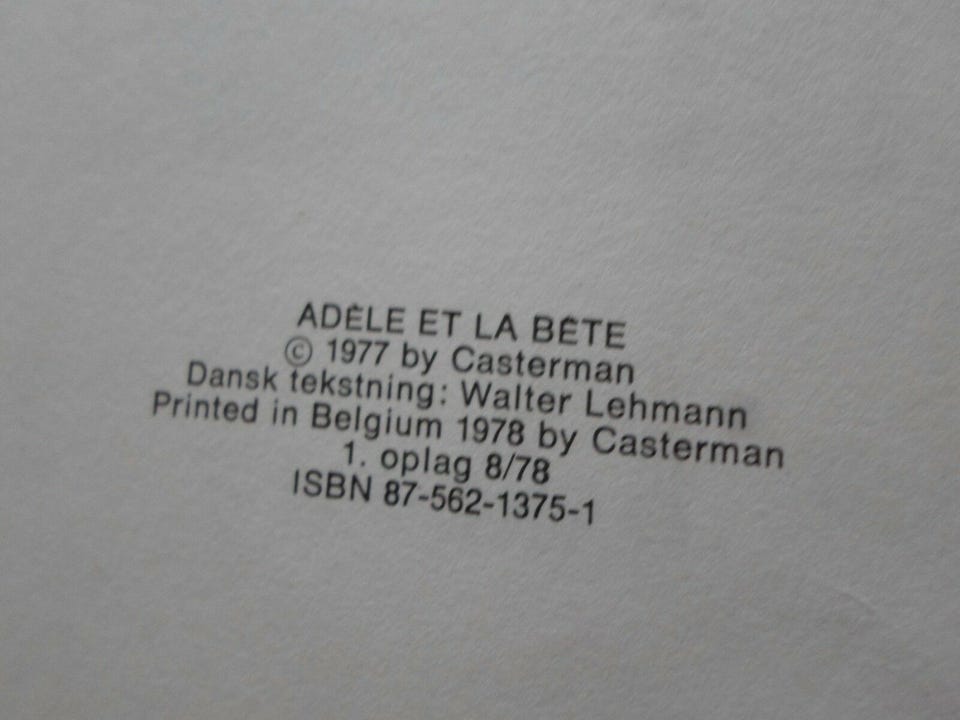 ADÈLE ET LA BÊTE
© 1977 by Casterman
Dansk tekstning: Walter Lehmann
Printed in Belgium 1978 by Casterman
1. oplag 8/78
ISBN 87-562-1375-1